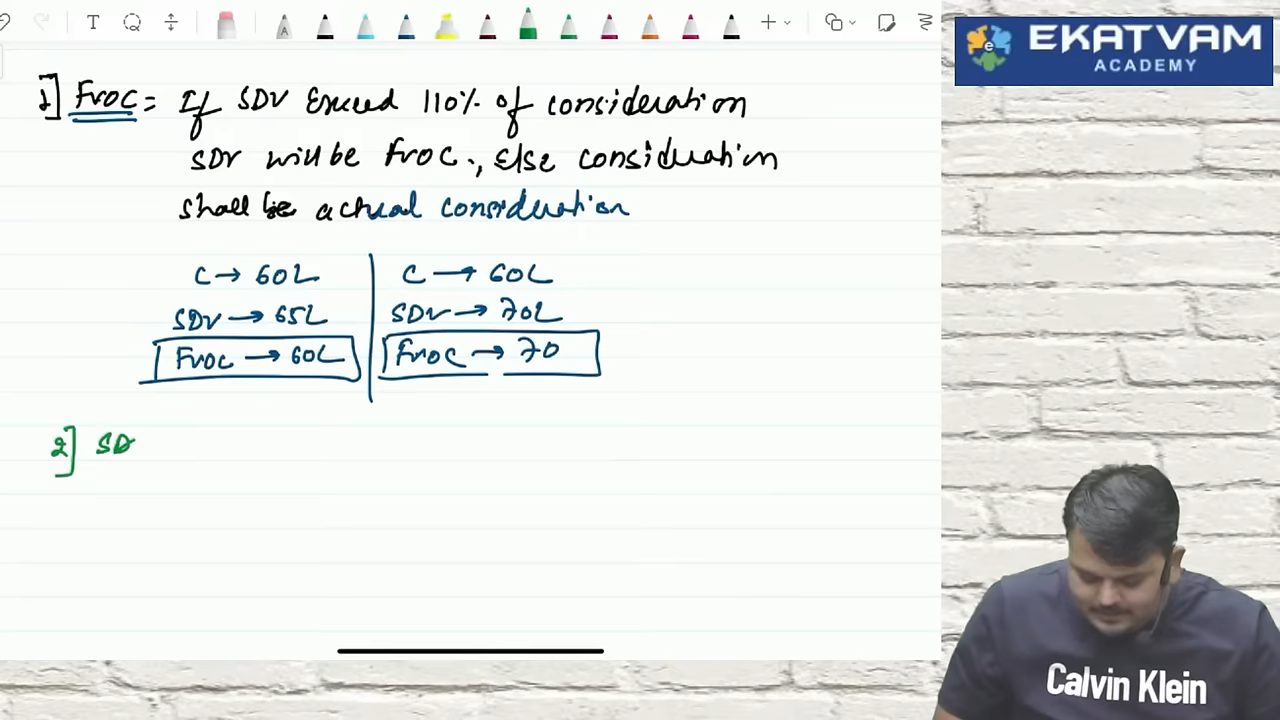 1] FVOC = If SDV Exceed 110% of consideration
SDV will be FVOC., Else consideration
shall be actual consideration
C → 60L
SDV → 65L
FVOC → 60L
C → 60L
SDV → 70L
FVOC → 70
2] SD
EKATVAM
ACADEMY
Calvin Klein